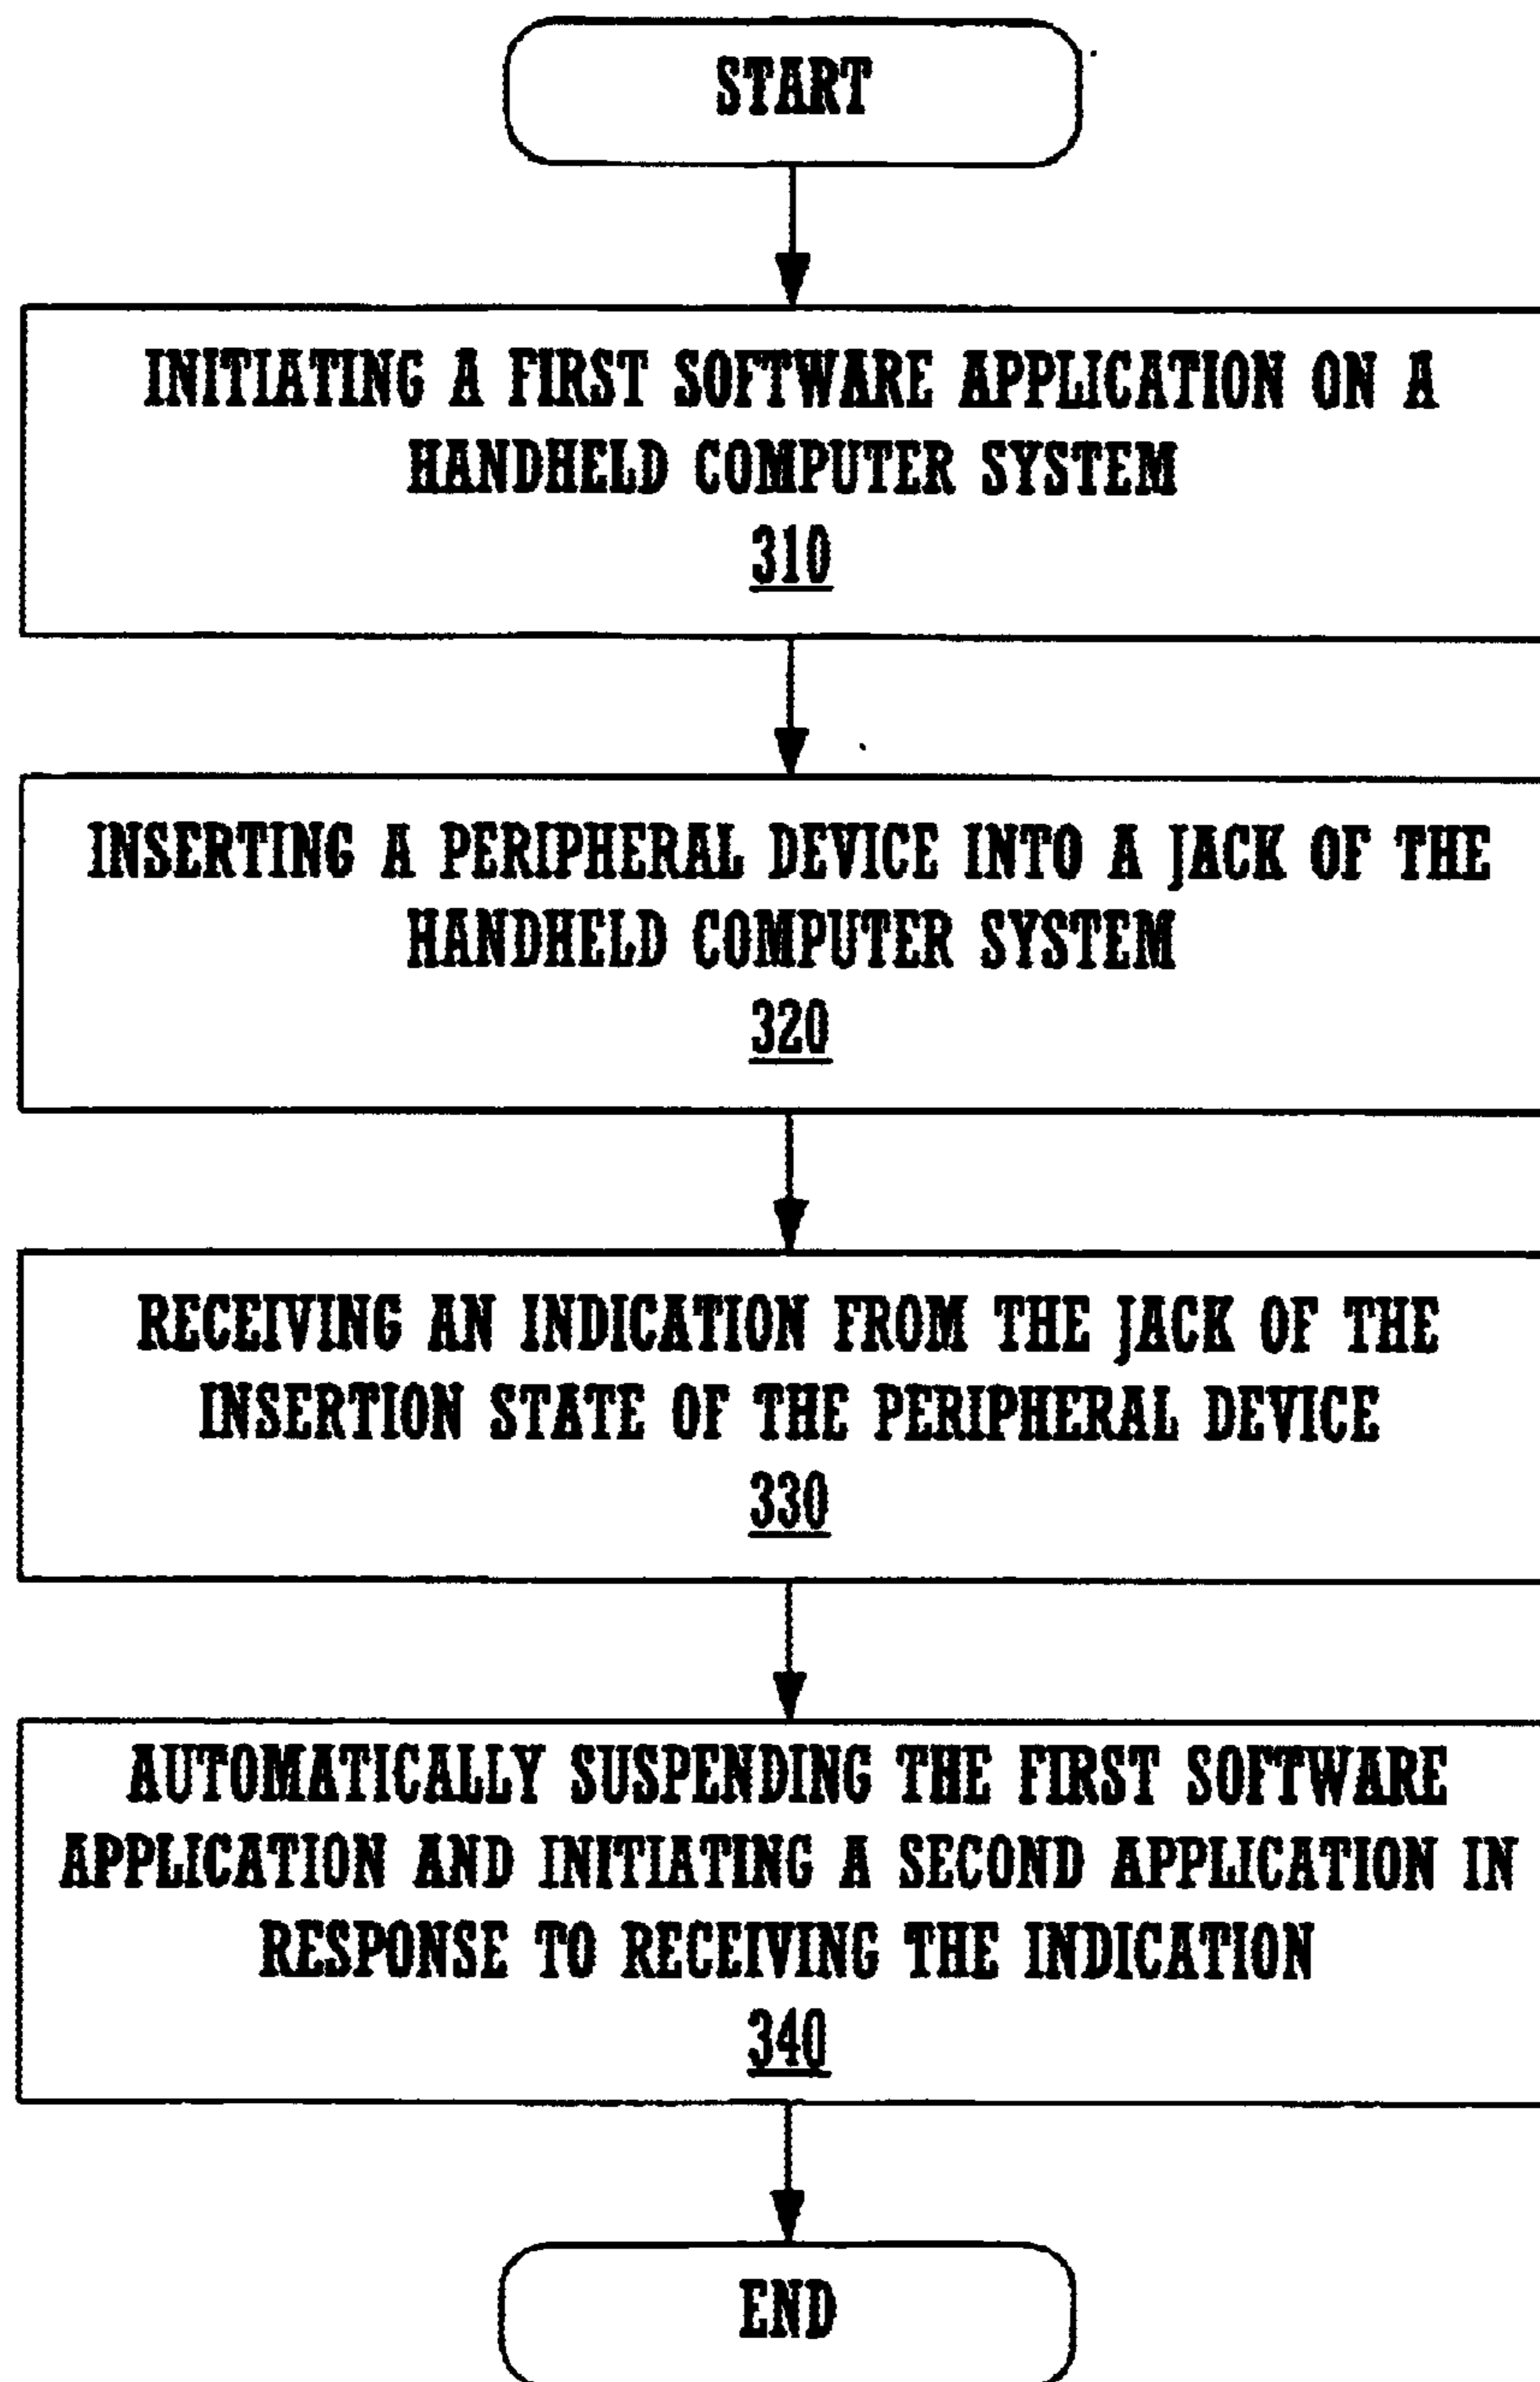 START
INITIATING A FIRST SOFTWARE APPLICATION ON A
HANDHELD COMPUTER SYSTEM
310
INSERTING A PERIPHERAL DEVICE INTO A JACK OF THE
HANDHELD COMPUTER SYSTEM
320
RECEIVING AN INDICATION FROM THE JACK OF THE
INSERTION STATE OF THE PERIPHERAL DEVICE
330
AUTOMATICALLY SUSPENDING THE FIRST SOFTWARE
APPLICATION AND INITIATING A SECOND APPLICATION IN
RESPONSE TO RECEIVING THE INDICATION
340
END